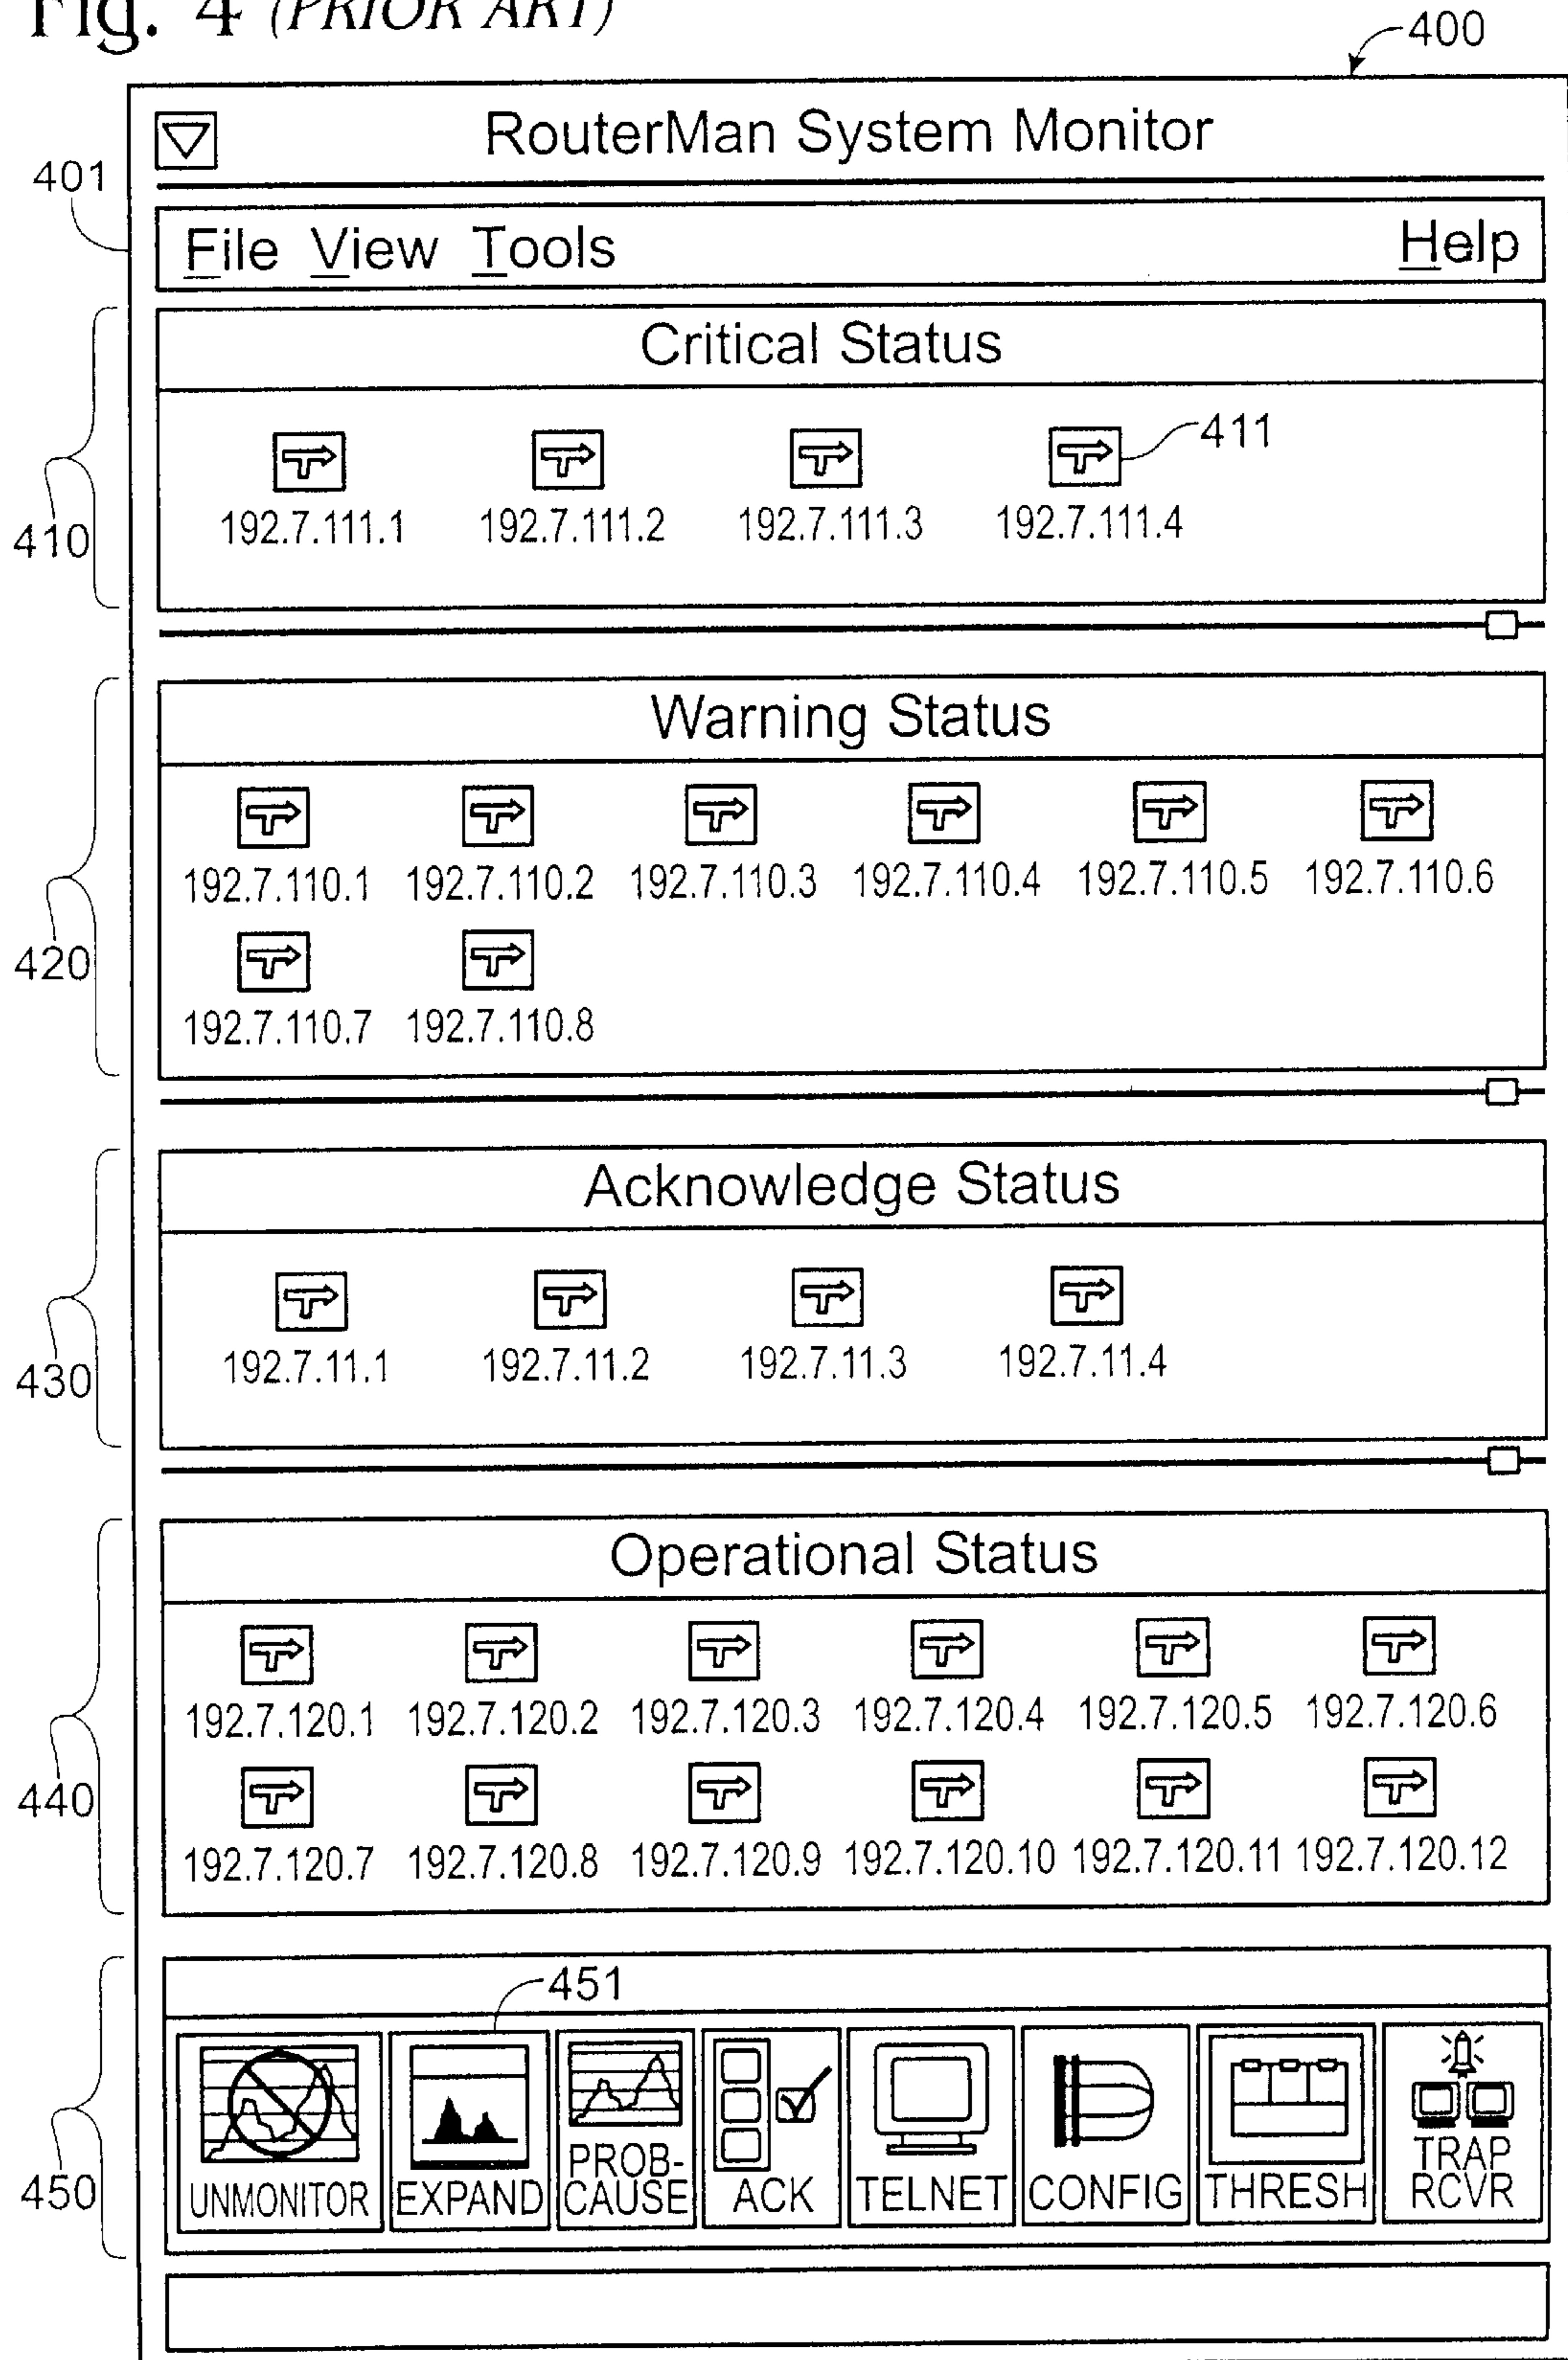 Fig. 4 (PRIOR ART)
400
RouterMan System Monitor
401
File View Tools Help
Critical Status
411
192.7.111.1 192.7.111.2 192.7.111.3 192.7.111.4
410
Warning Status
192.7.110.1 192.7.110.2 192.7.110.3 192.7.110.4 192.7.110.5 192.7.110.6
420
192.7.110.7 192.7.110.8
Acknowledge Status
192.7.11.1 192.7.11.2 192.7.11.3 192.7.11.4
430
Operational Status
192.7.120.1 192.7.120.2 192.7.120.3 192.7.120.4 192.7.120.5 192.7.120.6
440
192.7.120.7 192.7.120.8 192.7.120.9 192.7.120.10 192.7.120.11 192.7.120.12
451
450
UNMONITOR
EXPAND
PROB-
CAUSE
ACK
TELNET
CONFIG
THRESH
TRAP
RCVR